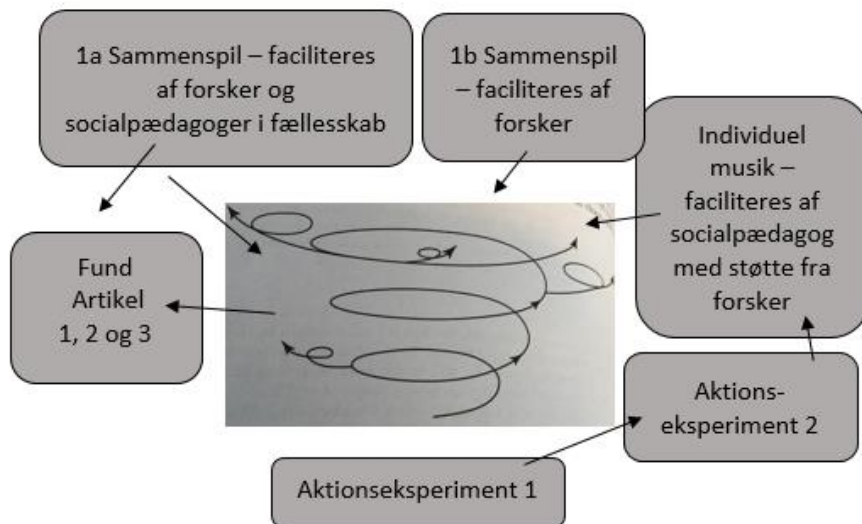 1a Sammenspil – faciliteres
af forsker og
socialpædagoger i fællesskab
1b Sammenspil
– faciliteres af
forsker
Individuel
musik –
faciliteres af
socialpædagog
med støtte fra
forsker
Fund
Artikel
1, 2 og 3
Aktions-
eksperiment 2
Aktionseksperiment 1